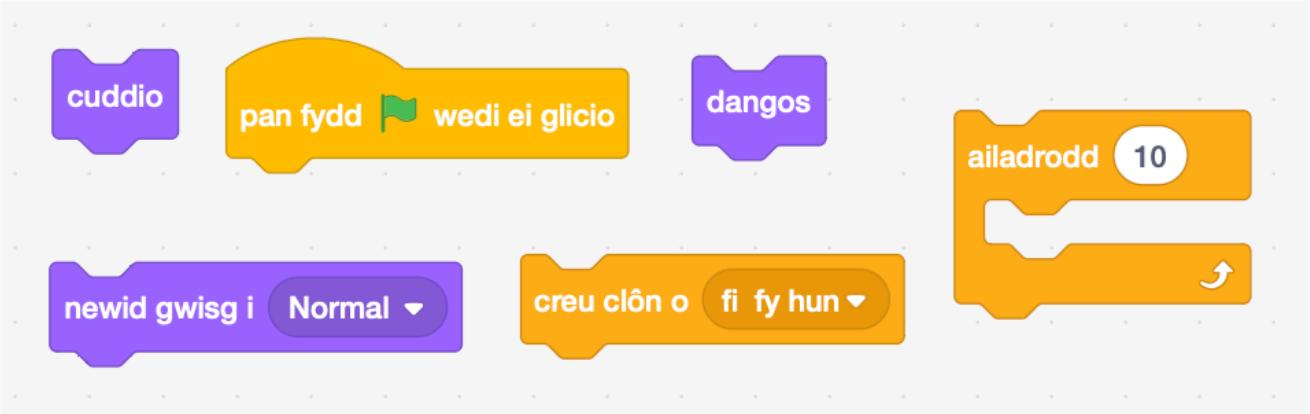 cuddio
pan fydd wedi ei glicio
dangos
ailadrodd 10
newid gwisg i Normal
creu clôn o fi fy hun